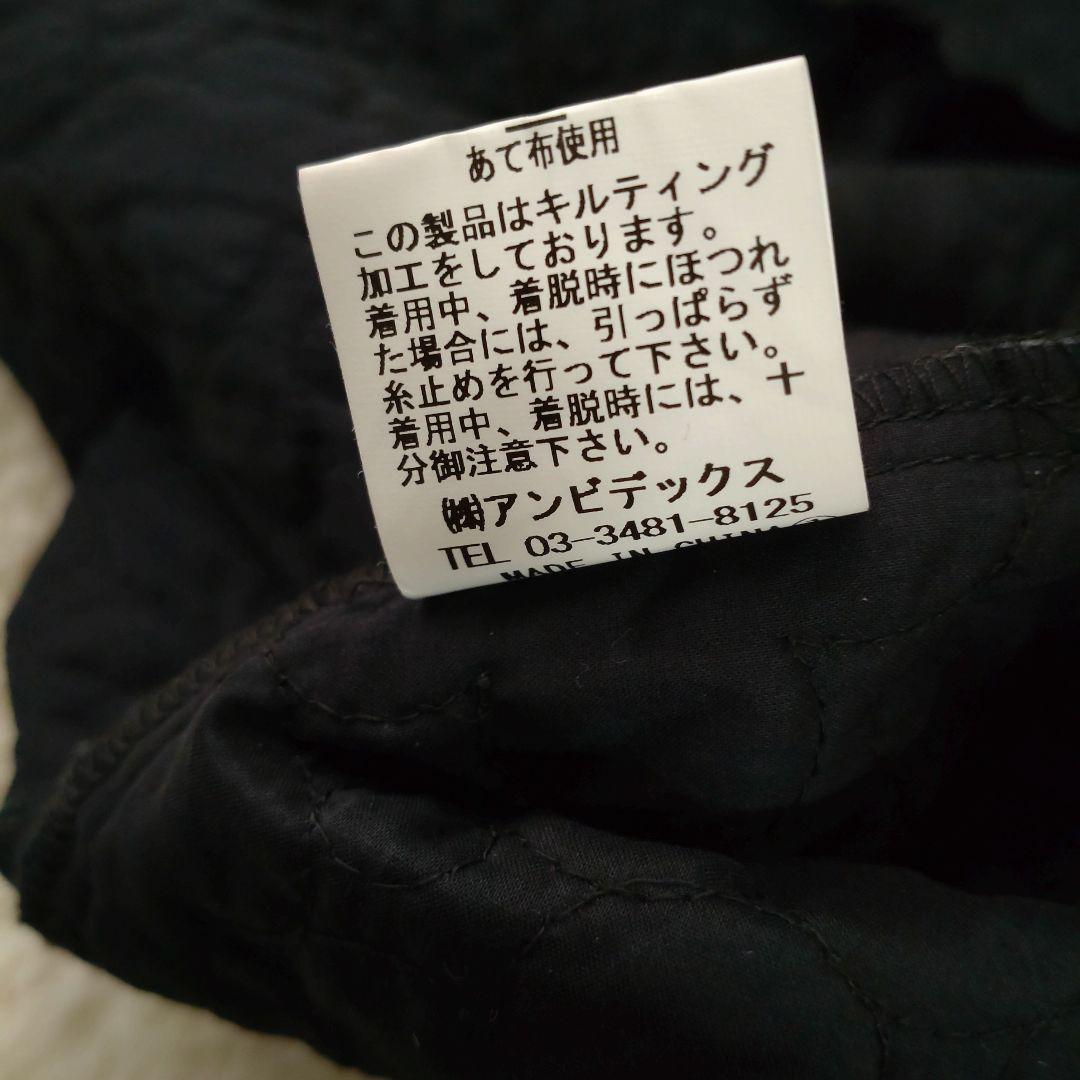 あて布使用
この製品はキルティング
加工をしております。
着用中、着脱時にほつれ
た場合には、引っぱらず
糸止めを行って下さい。
着用中、着脱時には、十
分御注意下さい。
㈱アンビデックス
TEL 03-3481-8125
MADE IN CHINA